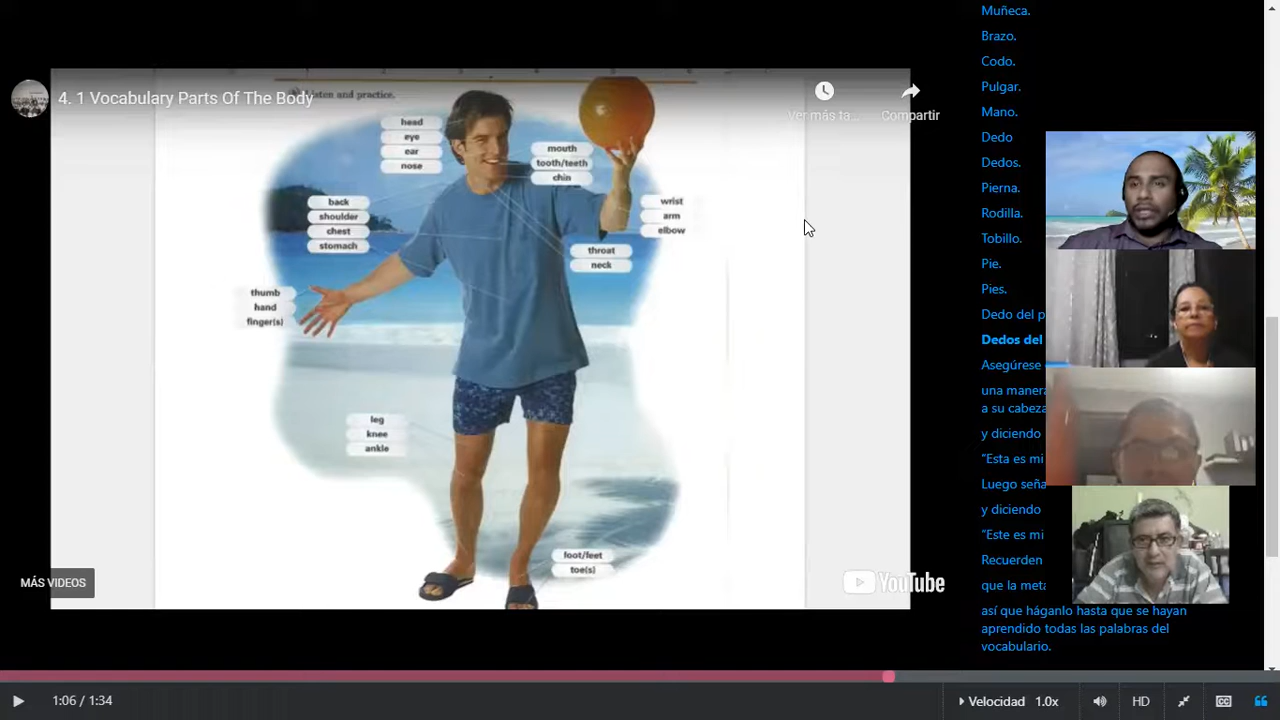 4. 1 Vocabulary Parts Of The Body
Listen and practice.
Ver más ta...
Compartir
head
eye
ear
nose
mouth
tooth/teeth
chin
back
shoulder
chest
stomach
wrist
arm
elbow
throat
neck
thumb
hand
finger(s)
leg
knee
ankle
foot/feet
toe(s)
MÁS VIDEOS
YouTube
Muñeca.
Brazo.
Codo.
Pulgar.
Mano.
Dedo
Dedos.
Pierna.
Rodilla.
Tobillo.
Pie.
Pies.
Dedo del p
Dedos del
Asegúrese
una manera
a su cabeza
y diciendo
"Esta es mi
Luego seña
y diciendo
"Este es mi
Recuerden
que la meta
así que háganlo hasta que se hayan
aprendido todas las palabras del
vocabulario.
1:06 / 1:34
Velocidad 1.0x
HD
CC